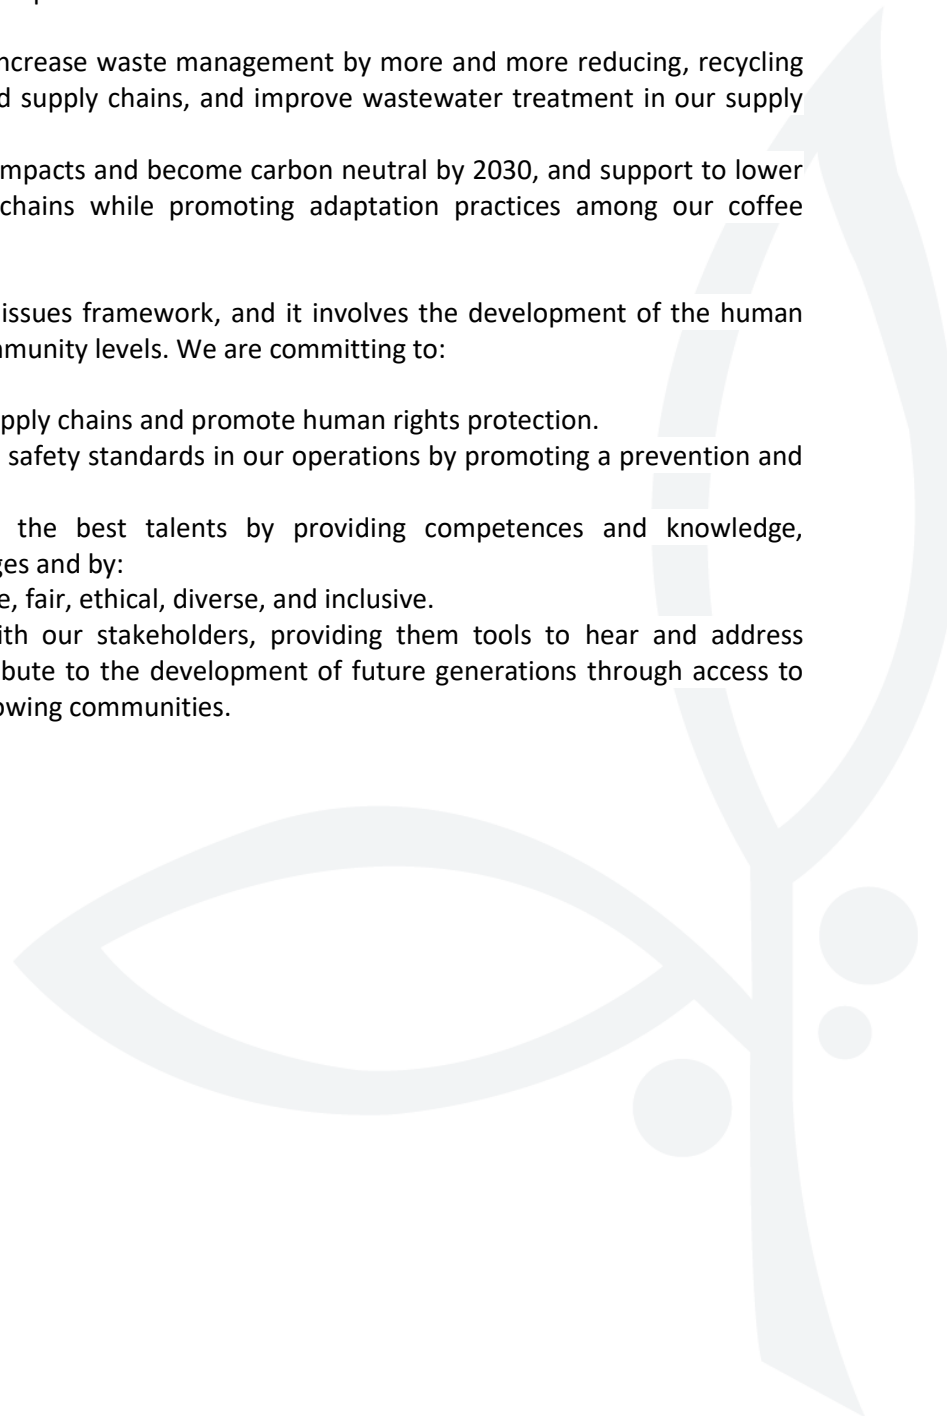 ncrease waste management by more and more reducing, recycling
d supply chains, and improve wastewater treatment in our supply
mpacts and become carbon neutral by 2030, and support to lower
chains while promoting adaptation practices among our coffee
issues framework, and it involves the development of the human
mmunity levels. We are committing to:
pply chains and promote human rights protection.
safety standards in our operations by promoting a prevention and
the best talents by providing competences and knowledge,
ges and by:
e, fair, ethical, diverse, and inclusive.
ith our stakeholders, providing them tools to hear and address
bute to the development of future generations through access to
owing communities.